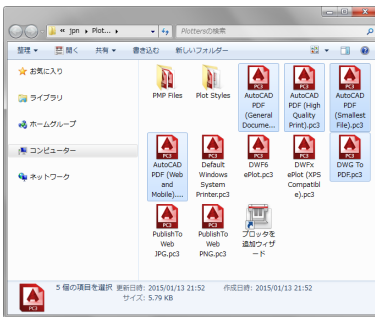 « jpn ▸ Plot... ▸
Plottersの検索
整理 ▼ 開く 共有 ▼ 書き込む 新しいフォルダー
お気に入り
ライブラリ
ホームグループ
コンピューター
ネットワーク
PMP Files
Plot Styles
AutoCAD
PDF
(General
Docume...
AutoCAD
PDF (High
Quality
Print).pc3
AutoCAD
PDF
(Smallest
File).pc3
AutoCAD
PDF (Web
and
Mobile)....
Default
Windows
System
Printer.pc3
DWF6
ePlot.pc3
DWFx
ePlot (XPS
Compatibl
e).pc3
DWG To
PDF.pc3
PublishTo
Web
JPG.pc3
PublishTo
Web
PNG.pc3
プロッタを
追加ウィザ
ード
5 個の項目を選択 更新日時: 2015/01/13 21:52 作成日時: 2015/01/13 21:52
サイズ: 5.79 KB